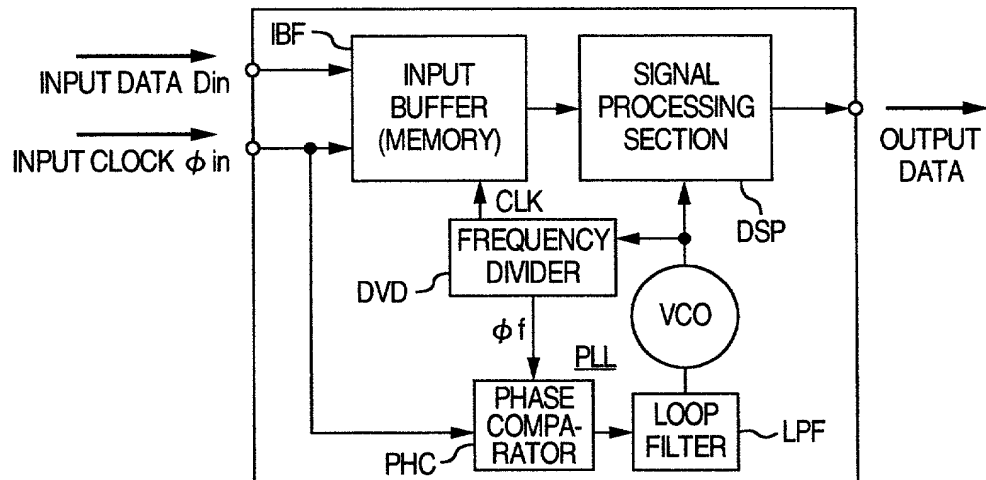 IBF
INPUT DATA Din
INPUT CLOCK φ in
INPUT
BUFFER
(MEMORY)
SIGNAL
PROCESSING
SECTION
OUTPUT
DATA
CLK
DSP
FREQUENCY
DIVIDER
DVD
VCO
φ f
PLL
PHASE
COMPA-
RATOR
PHC
LOOP
FILTER
LPF